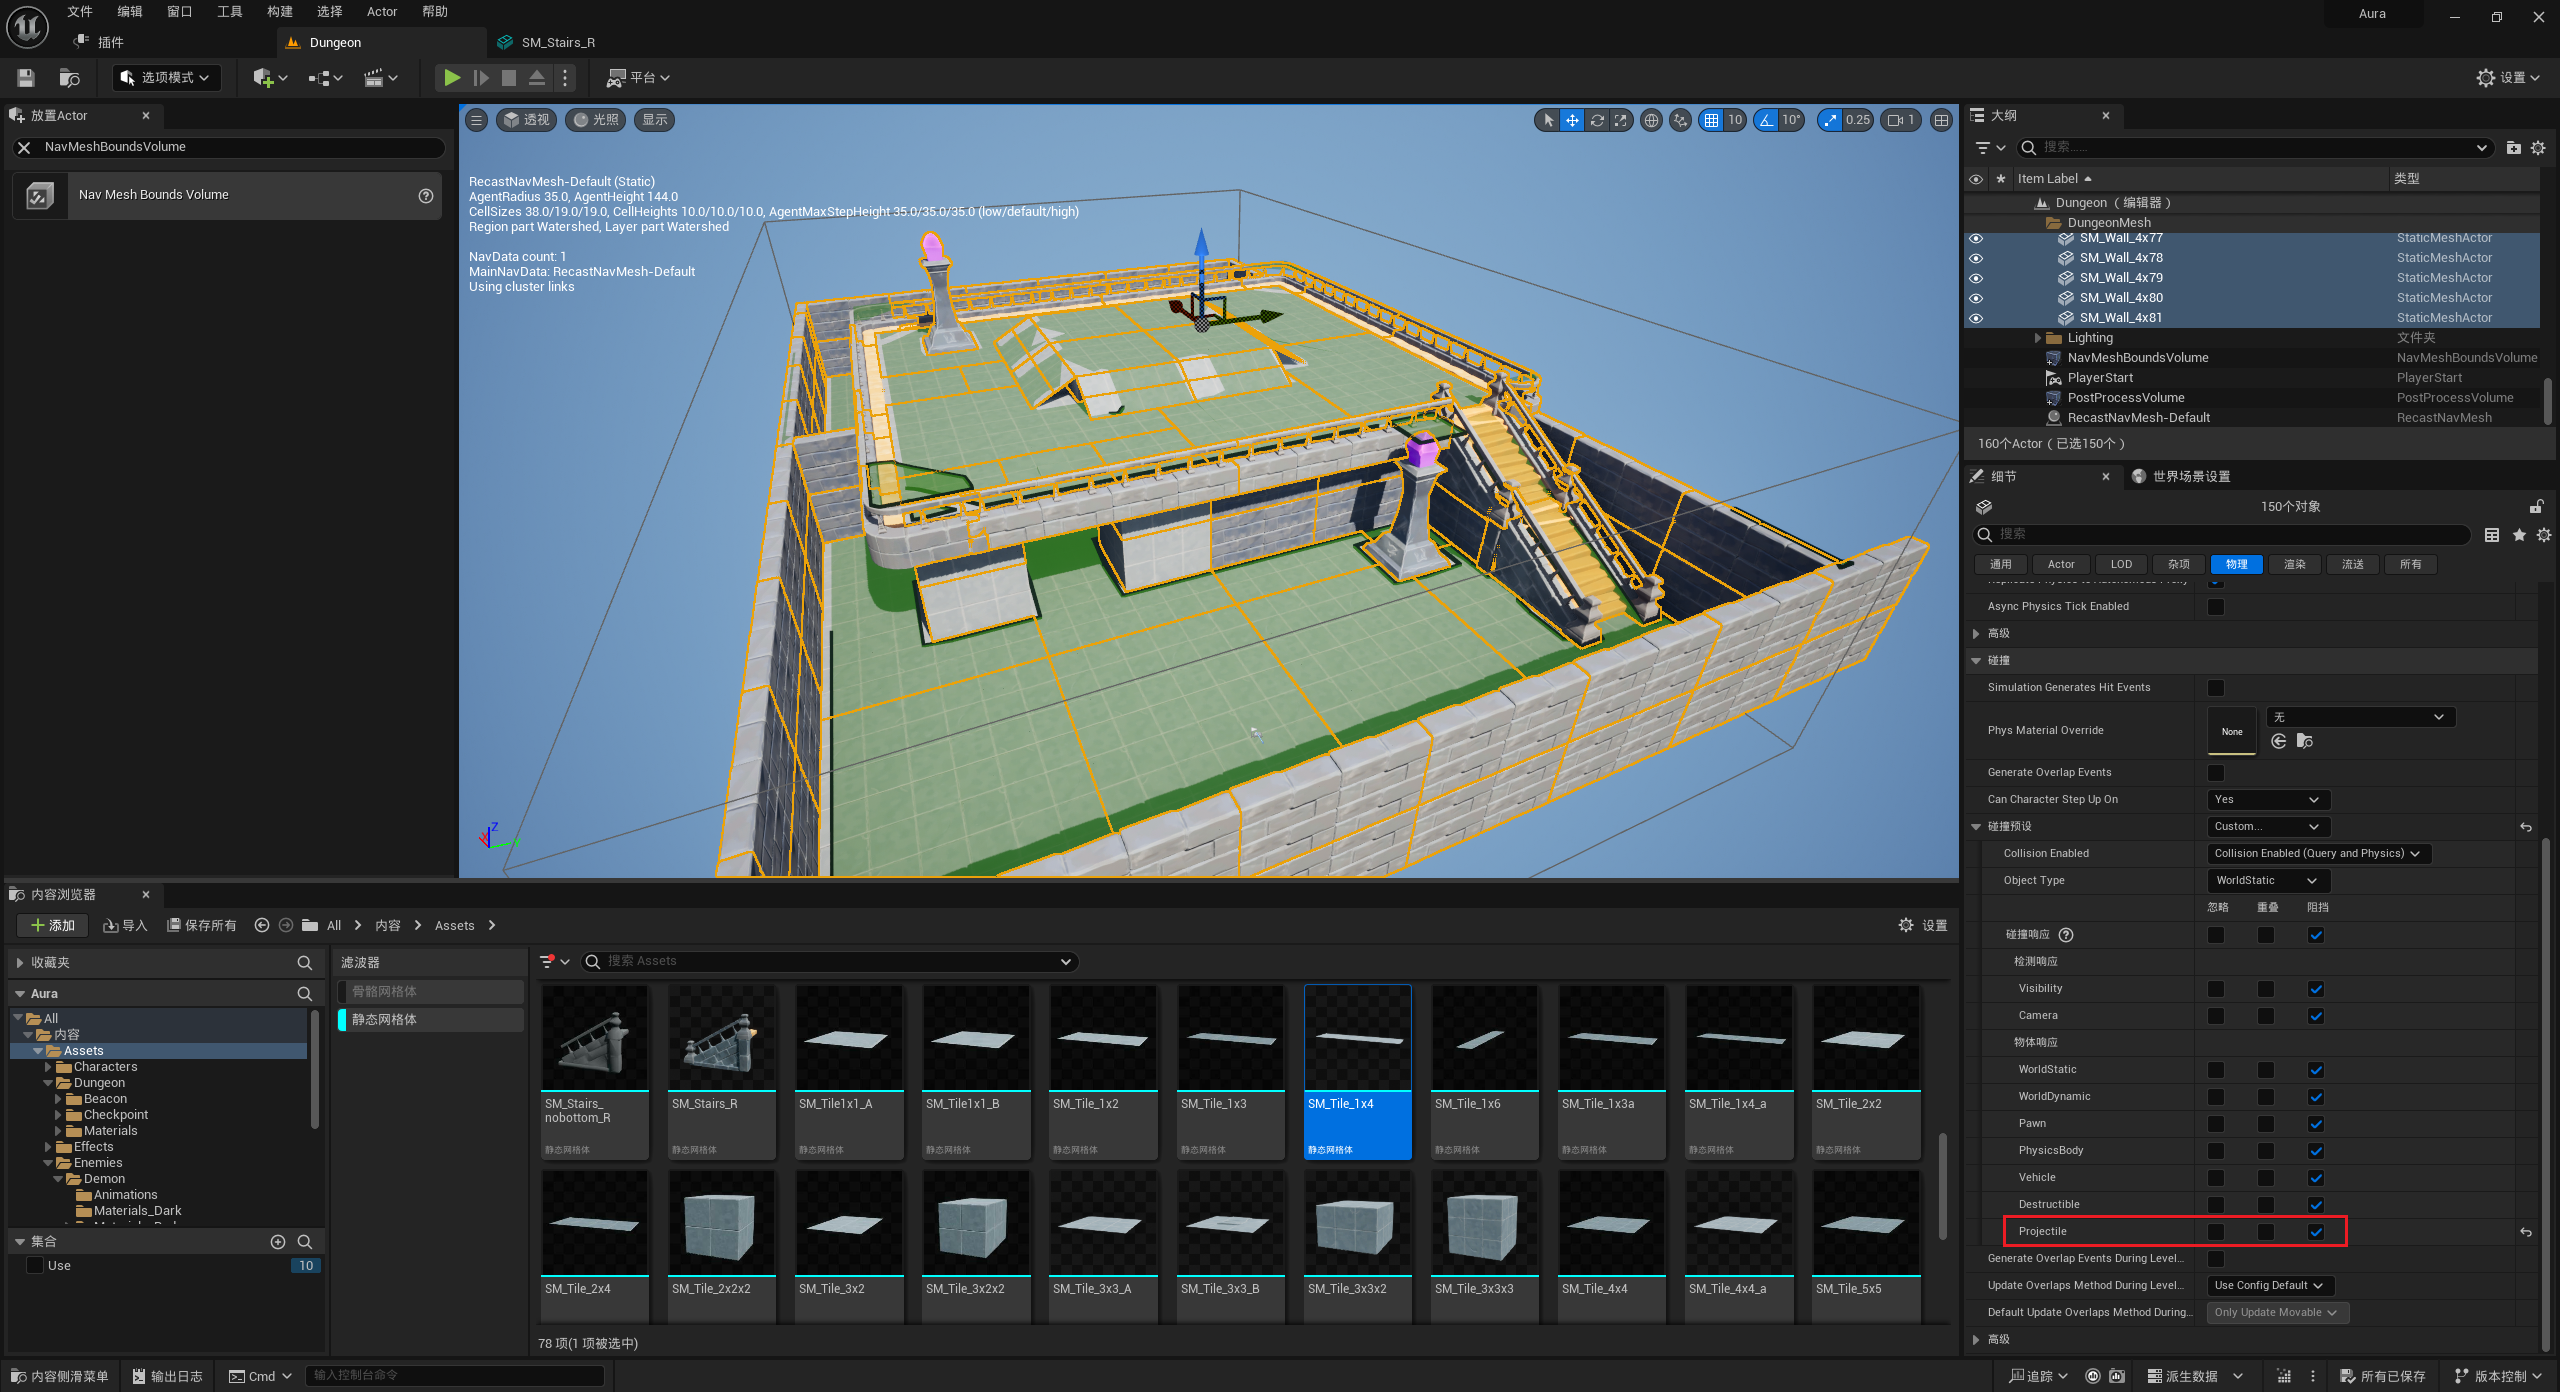 文件 编辑 窗口 工具 构建 选择 Actor 帮助 Aura
插件 Dungeon SM_Stairs_R
选项模式 平台 设置
放置Actor
NavMeshBoundsVolume
Nav Mesh Bounds Volume
透视 光照 显示 10 10° 0.25 1
RecastNavMesh-Default (Static)
AgentRadius 35.0, AgentHeight 144.0
CellSizes 38.0/19.0/19.0, CellHeights 10.0/10.0/10.0, AgentMaxStepHeight 35.0/35.0/35.0 (low/default/high)
Region part Watershed, Layer part Watershed
NavData count: 1
MainNavData: RecastNavMesh-Default
Using cluster links
Z
X
大纲
搜索......
Item Label 类型
Dungeon（编辑器）
DungeonMesh
SM_Wall_4x77 StaticMeshActor
SM_Wall_4x78 StaticMeshActor
SM_Wall_4x79 StaticMeshActor
SM_Wall_4x80 StaticMeshActor
SM_Wall_4x81 StaticMeshActor
Lighting 文件夹
NavMeshBoundsVolume NavMeshBoundsVolume
PlayerStart PlayerStart
PostProcessVolume PostProcessVolume
RecastNavMesh-Default RecastNavMesh
160个Actor（已选150个）
细节 世界场景设置
150个对象
搜索
通用 Actor LOD 杂项 物理 渲染 流送 所有
Async Physics Tick Enabled
高级
碰撞
Simulation Generates Hit Events
Phys Material Override None 无
Generate Overlap Events
Can Character Step Up On Yes
碰撞预设 Custom...
Collision Enabled Collision Enabled (Query and Physics)
Object Type WorldStatic
忽略 重叠 阻挡
碰撞响应
检测响应
Visibility
Camera
物体响应
WorldStatic
WorldDynamic
Pawn
PhysicsBody
Vehicle
Destructible
Projectile
Generate Overlap Events During Level...
Update Overlaps Method During Level... Use Config Default
Default Update Overlaps Method During... Only Update Movable
高级
内容浏览器
添加 导入 保存所有 All 内容 Assets 设置
收藏夹
Aura
All
内容
Assets
Characters
Dungeon
Beacon
Checkpoint
Materials
Effects
Enemies
Demon
Animations
Materials_Dark
集合
Use 10
滤波器
骨骼网格体
静态网格体
搜索 Assets
SM_Stairs_ SM_Stairs_R SM_Tile1x1_A SM_Tile1x1_B SM_Tile_1x2 SM_Tile_1x3 SM_Tile_1x4 SM_Tile_1x6 SM_Tile_1x3a SM_Tile_1x4_a SM_Tile_2x2
nobottom_R
静态网格体 静态网格体 静态网格体 静态网格体 静态网格体 静态网格体 静态网格体 静态网格体 静态网格体 静态网格体 静态网格体
SM_Tile_2x4 SM_Tile_2x2x2 SM_Tile_3x2 SM_Tile_3x2x2 SM_Tile_3x3_A SM_Tile_3x3_B SM_Tile_3x3x2 SM_Tile_3x3x3 SM_Tile_4x4 SM_Tile_4x4_a SM_Tile_5x5
78 项(1 项被选中)
内容侧滑菜单 输出日志 Cmd 输入控制台命令 追踪 派生数据 所有已保存 版本控制